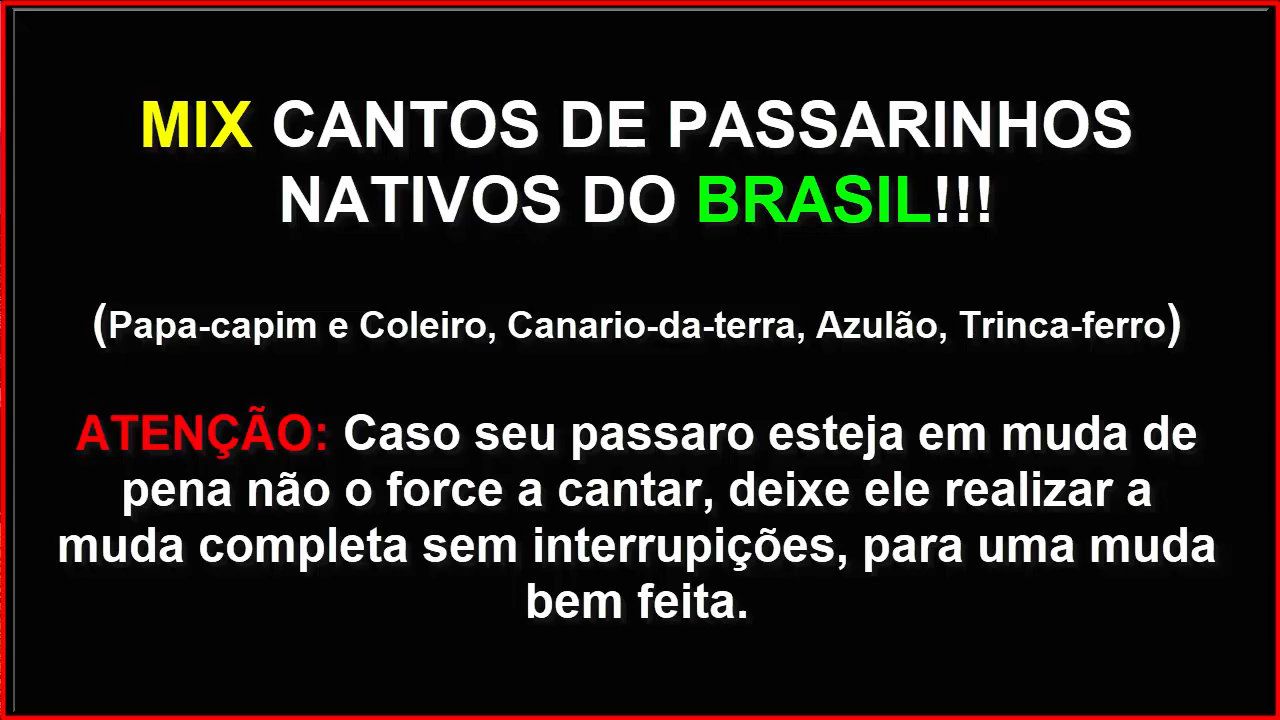 MIX CANTOS DE PASSARINHOS
NATIVOS DO BRASIL!!!
(Papa-capim e Coleiro, Canario-da-terra, Azulão, Trinca-ferro)
ATENÇÃO: Caso seu passaro esteja em muda de
pena não o force a cantar, deixe ele realizar a
muda completa sem interrupições, para uma muda
bem feita.